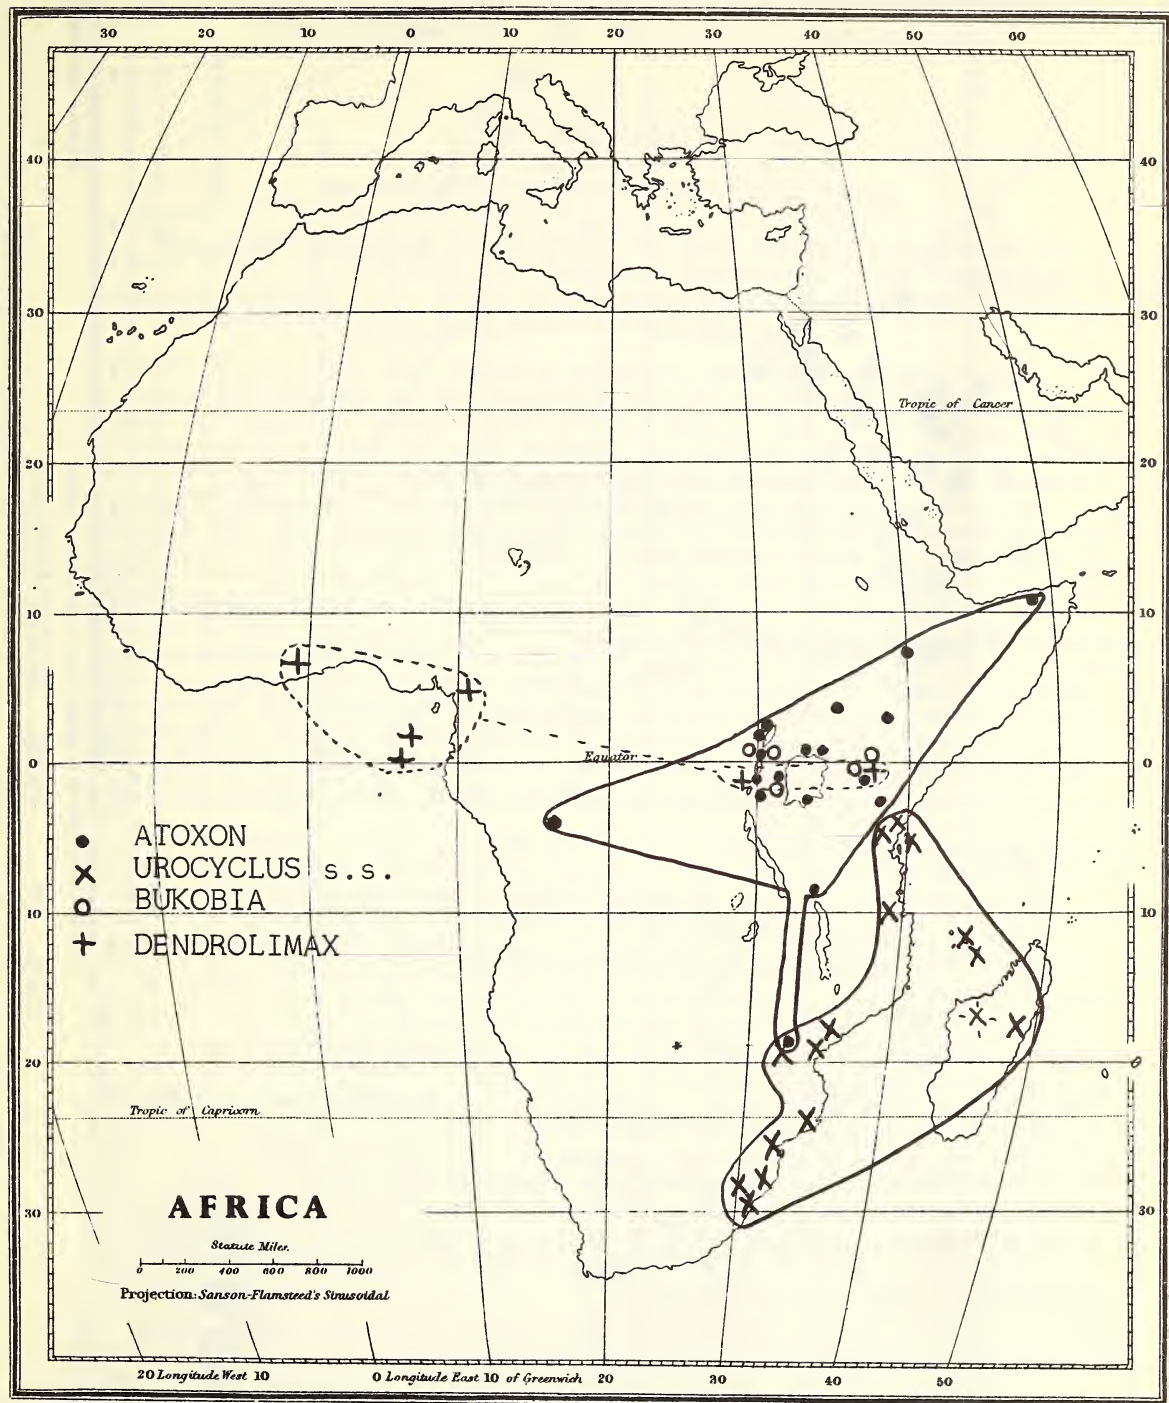 30 20 10 0 10 20 30 40 50 60
40 40
30 30
Tropic of Cancer
20 20
10 10
Equator
0 0
● ATOXON
x UROCYCLUS s.s.
o BUKOBIA
+ DENDROLIMAX
10 10
20
Tropic of Capricorn
AFRICA
30 30
Statute Miles.
0 200 400 600 800 1000
Projection: Sanson-Flamsteed's Sinusoidal
20 Longitude West 10 0 Longitude East 10 of Greenwich 20 30 40 50